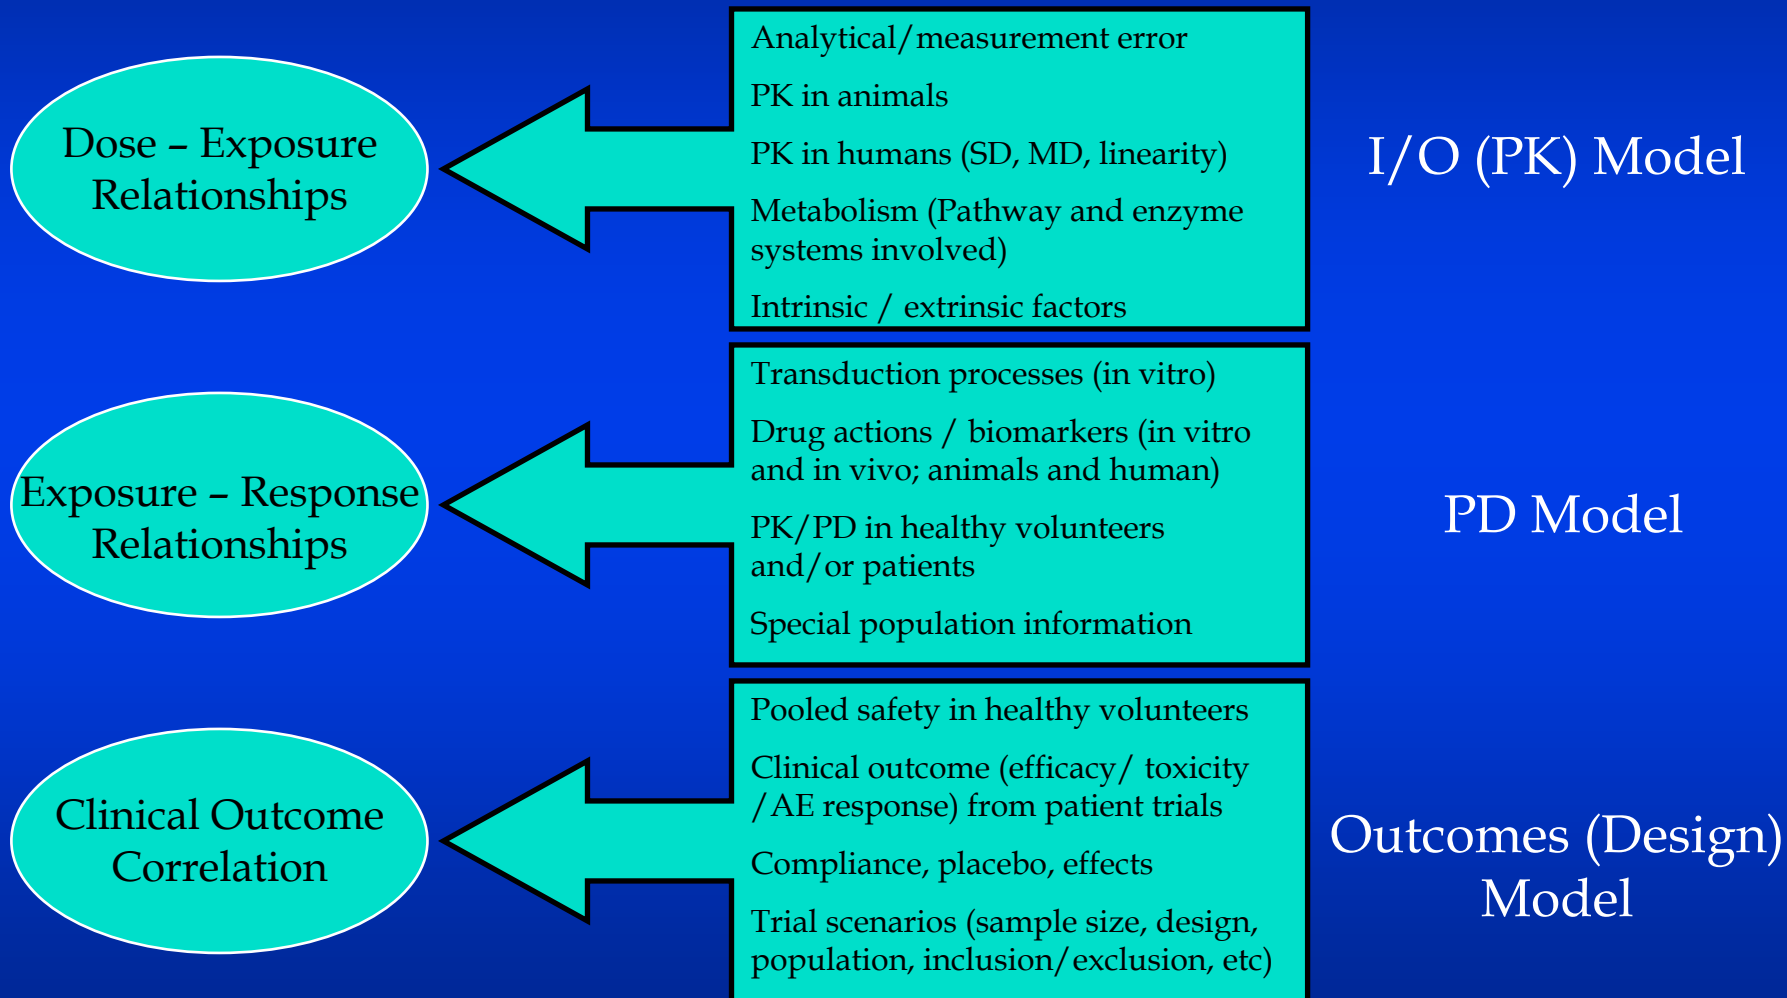 Dose – Exposure
Relationships
Analytical/measurement error
PK in animals
PK in humans (SD, MD, linearity)
Metabolism (Pathway and enzyme
systems involved)
Intrinsic / extrinsic factors
I/O (PK) Model
Exposure – Response
Relationships
Transduction processes (in vitro)
Drug actions / biomarkers (in vitro
and in vivo; animals and human)
PK/PD in healthy volunteers
and/or patients
Special population information
PD Model
Clinical Outcome
Correlation
Pooled safety in healthy volunteers
Clinical outcome (efficacy/ toxicity
/AE response) from patient trials
Compliance, placebo, effects
Trial scenarios (sample size, design,
population, inclusion/exclusion, etc)
Outcomes (Design)
Model